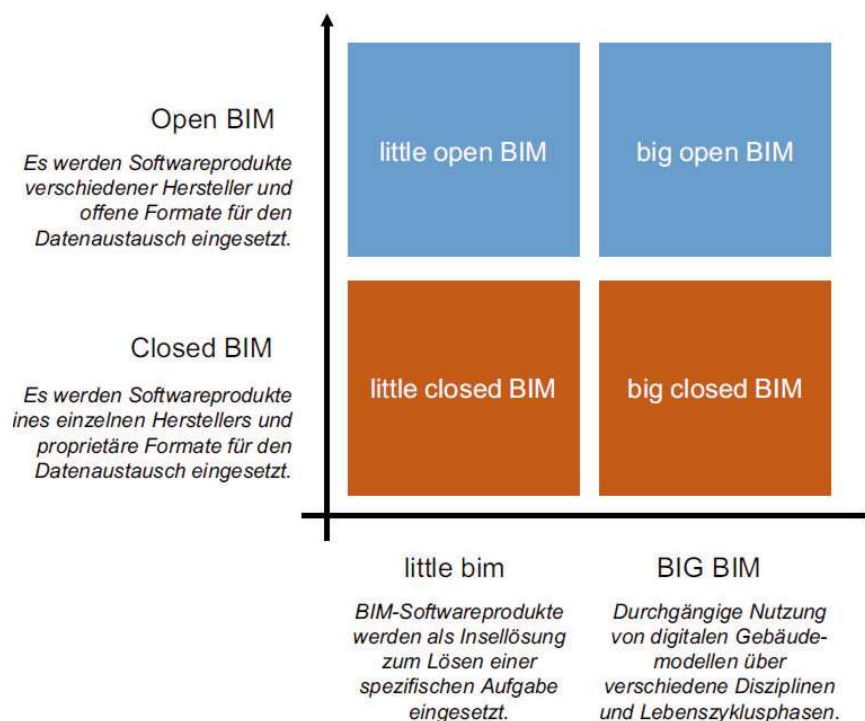 Open BIM
Es werden Softwareprodukte
verschiedener Hersteller und
offene Formate für den
Datenaustausch eingesetzt.
little open BIM
big open BIM
Closed BIM
Es werden Softwareprodukte
ines einzelnen Herstellers und
proprietäre Formate für den
Datenaustausch eingesetzt.
little closed BIM
big closed BIM
little bim
BIM-Softwareprodukte
werden als Insellösung
zum Lösen einer
spezifischen Aufgabe
eingesetzt.
BIG BIM
Durchgängige Nutzung
von digitalen Gebäude-
modellen über
verschiedene Disziplinen
und Lebenszyklusphasen.